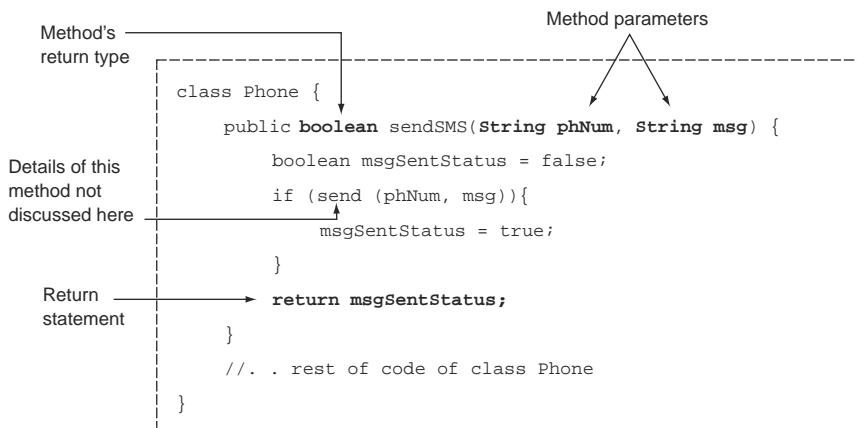 Method's
return type
Method parameters
class Phone {
public boolean sendSMS(String phNum, String msg) {
boolean msgSentStatus = false;
Details of this
method not
discussed here
if (send (phNum, msg)){
msgSentStatus = true;
}
Return
statement
return msgSentStatus;
}
//. . rest of code of class Phone
}